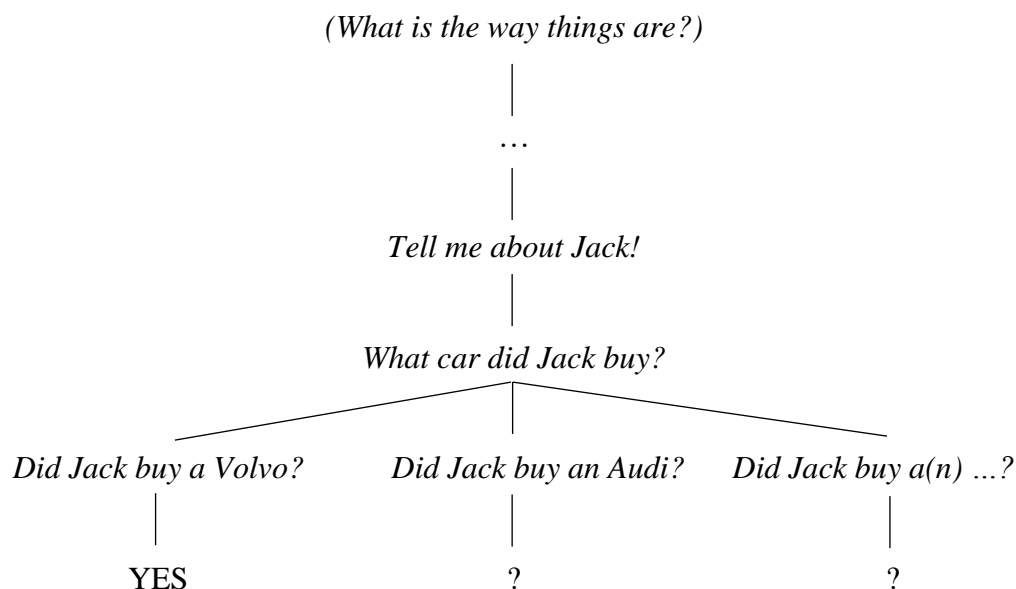 (What is the way things are?)
…
Tell me about Jack!
What car did Jack buy?
Did Jack buy a Volvo? Did Jack buy an Audi? Did Jack buy a(n) ...?
YES ? ?